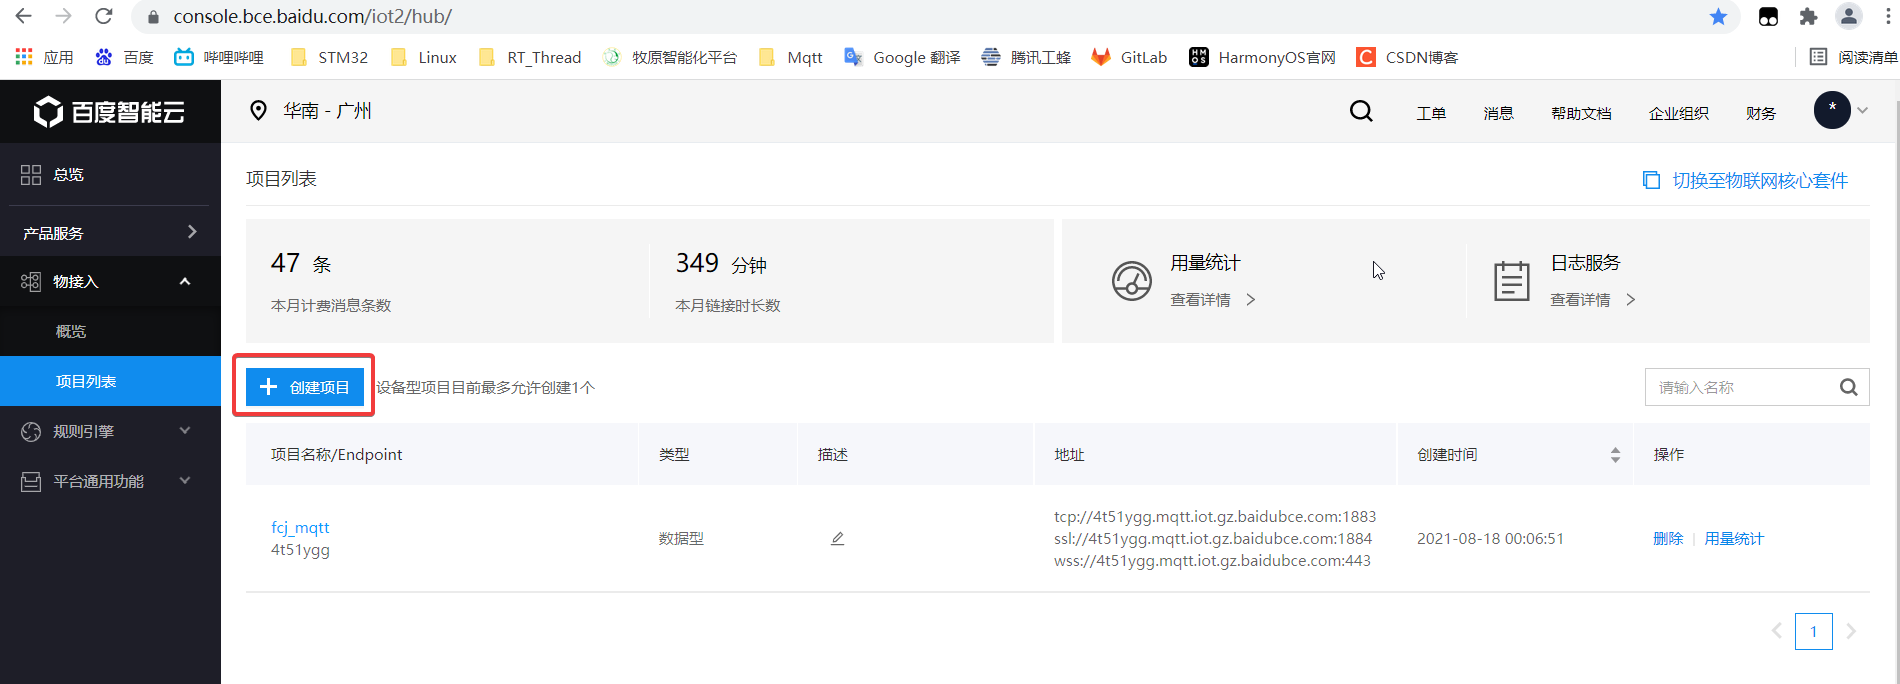 console.bce.baidu.com/iot2/hub/
应用 百度 哔哩哔哩 STM32 Linux RT_Thread 牧原智能化平台 Mqtt Google 翻译 腾讯工蜂 GitLab HarmonyOS官网 CSDN博客 阅读清单
百度智能云
华南 - 广州
工单 消息 帮助文档 企业组织 财务
*
总览
产品服务
物接入
概览
项目列表
规则引擎
平台通用功能
项目列表
切换至物联网核心套件
47 条
本月计费消息条数
349 分钟
本月链接时长数
用量统计
查看详情 >
日志服务
查看详情 >
+ 创建项目 设备型项目目前最多允许创建1个
请输入名称
项目名称/Endpoint 类型 描述 地址 创建时间 操作
fcj_mqtt
4t51ygg
数据型
tcp://4t51ygg.mqtt.iot.gz.baidubce.com:1883
ssl://4t51ygg.mqtt.iot.gz.baidubce.com:1884
wss://4t51ygg.mqtt.iot.gz.baidubce.com:443
2021-08-18 00:06:51
删除 | 用量统计
< 1 >